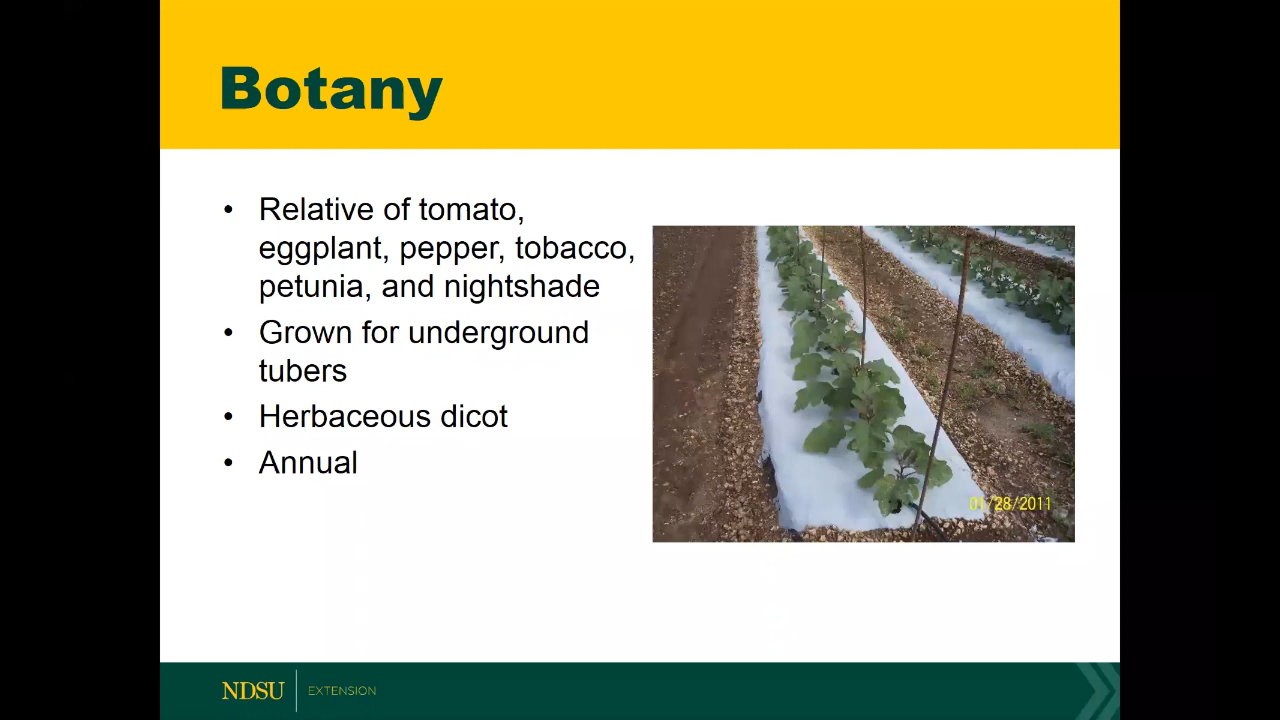 Botany
• Relative of tomato,
eggplant, pepper, tobacco,
petunia, and nightshade
• Grown for underground
tubers
• Herbaceous dicot
• Annual
01/28/2011
NDSU EXTENSION